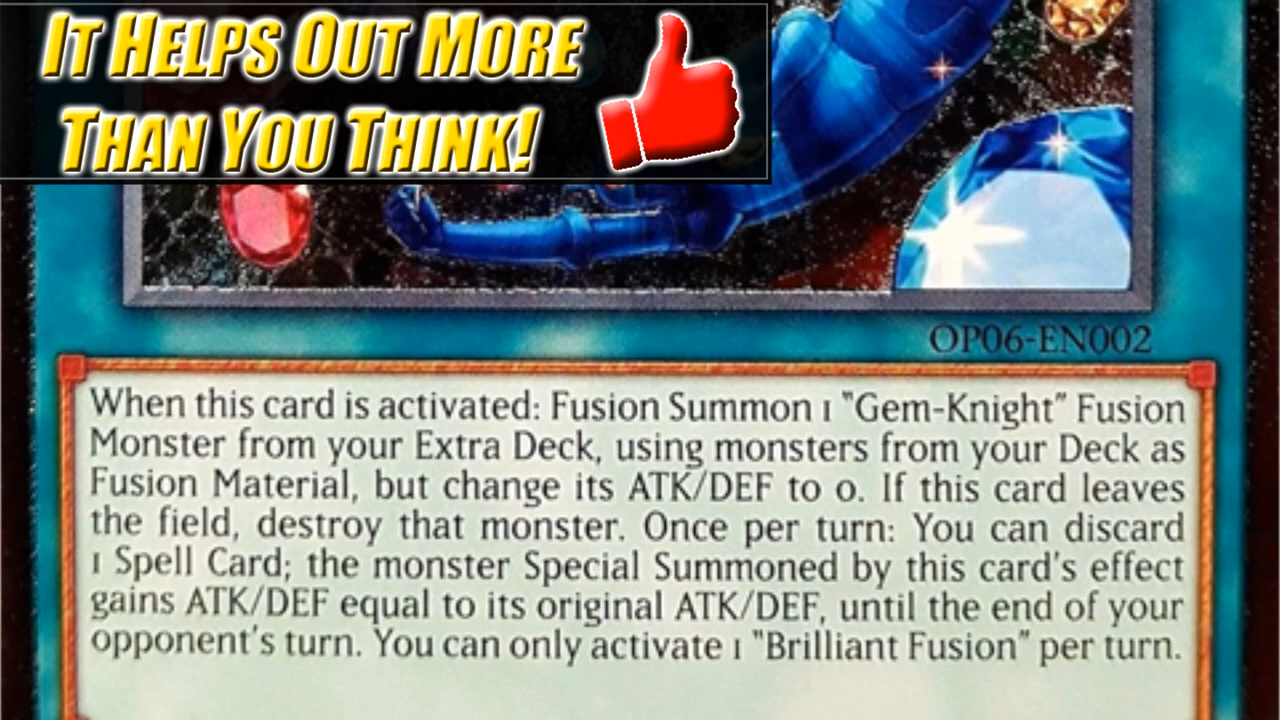 IT HELPS OUT MORE
THAN YOU THINK!
OP06-EN002
When this card is activated: Fusion Summon 1 "Gem-Knight" Fusion
Monster from your Extra Deck, using monsters from your Deck as
Fusion Material, but change its ATK/DEF to 0. If this card leaves
the field, destroy that monster. Once per turn: You can discard
1 Spell Card; the monster Special Summoned by this card's effect
gains ATK/DEF equal to its original ATK/DEF, until the end of your
opponent's turn. You can only activate 1 "Brilliant Fusion" per turn.